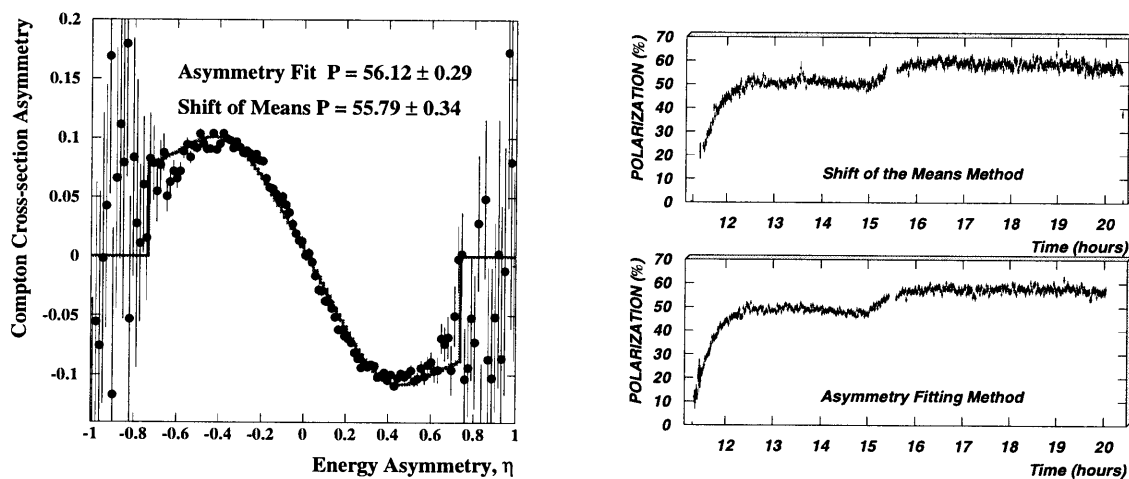 Compton Cross-section Asymmetry
0.2
0.15
0.1
0.05
0
-0.05
-0.1
Asymmetry Fit P = 56.12 ± 0.29
Shift of Means P = 55.79 ± 0.34
-1 -0.8 -0.6 -0.4 -0.2 0 0.2 0.4 0.6 0.8 1
Energy Asymmetry, η
POLARIZATION (%)
70
60
50
40
30
20
10
0
Shift of the Means Method
12 13 14 15 16 17 18 19 20
Time (hours)
POLARIZATION (%)
70
60
50
40
30
20
10
0
Asymmetry Fitting Method
12 13 14 15 16 17 18 19 20
Time (hours)